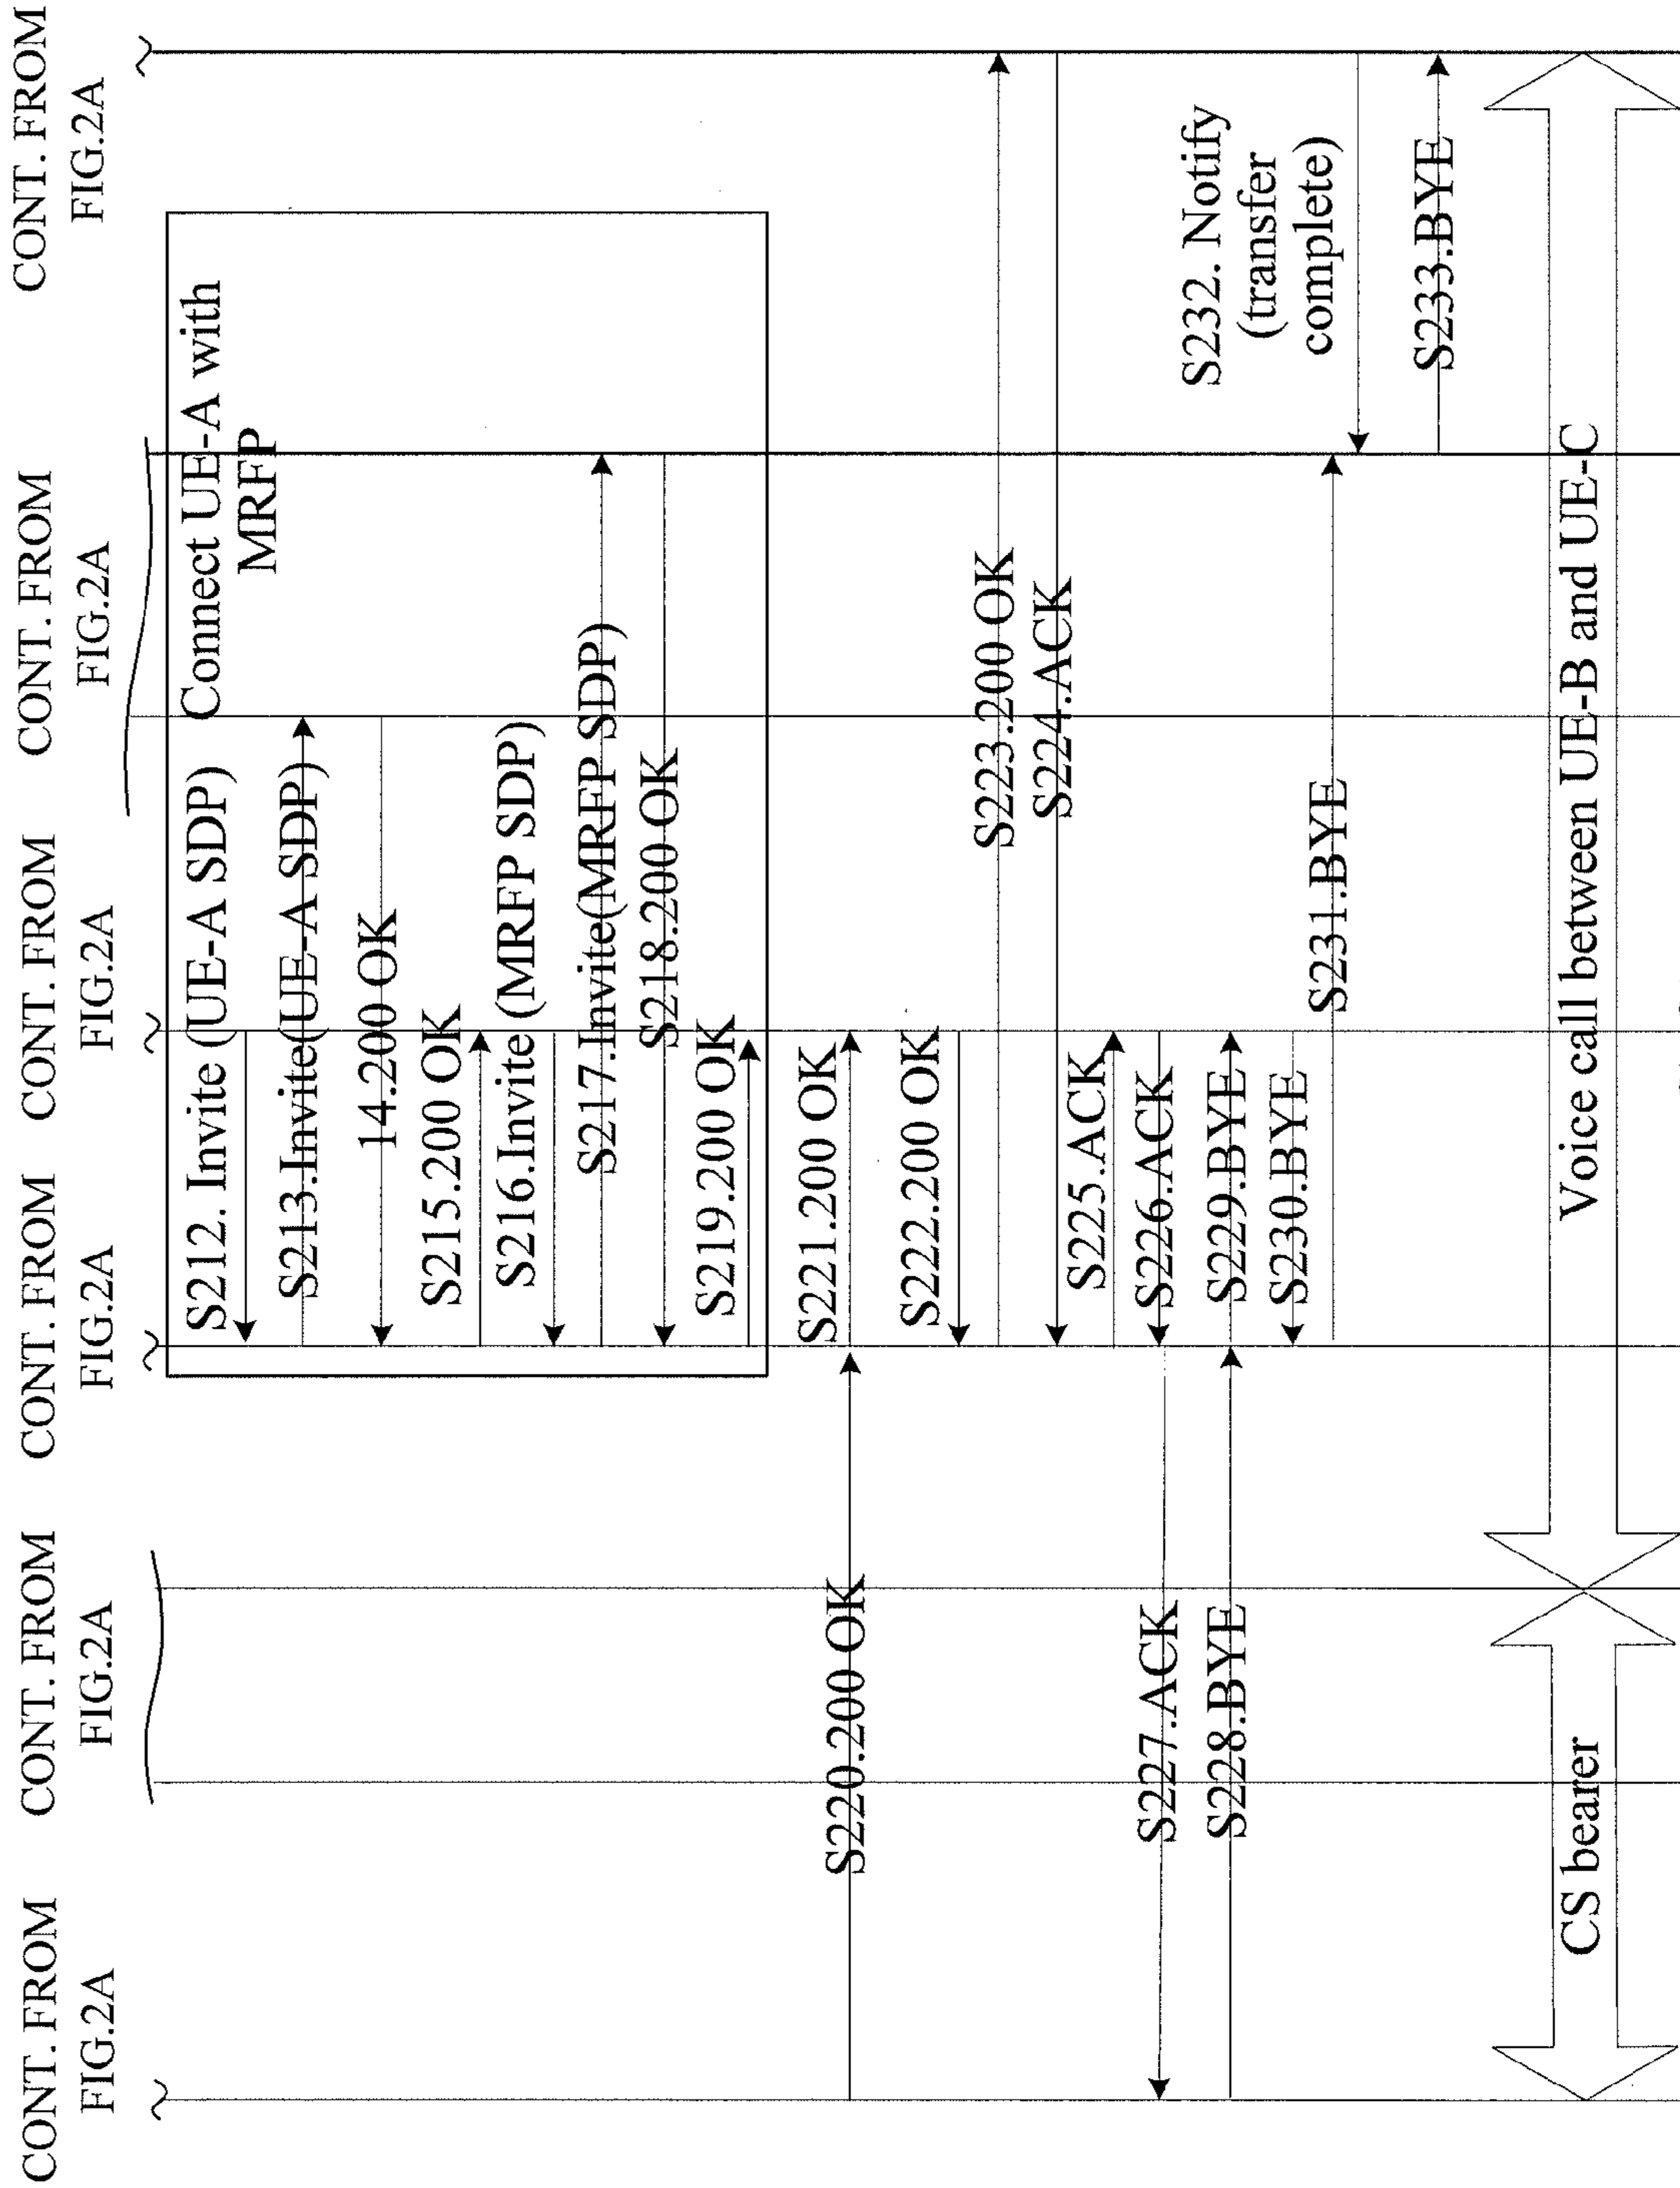 CONT. FROM
FIG.2A
CONT. FROM
FIG.2A
CONT. FROM
FIG.2A
CONT. FROM
FIG.2A
CONT. FROM
FIG.2A
CONT. FROM
FIG.2A
Connect UE-A with
MRFP
S212. Invite (UE-A SDP)
S213.Invite(UE-A SDP)
14.200 OK
S215.200 OK
S216.Invite (MRFP SDP)
S217.Invite(MRFP SDP)
S218.200 OK
S219.200 OK
S220.200 OK
S221.200 OK
S222.200 OK
S223.200 OK
S224.ACK
S225.ACK
S226.ACK
S227.ACK
S228.BYE
S229.BYE
S230.BYE
S231.BYE
S232. Notify
(transfer
complete)
S233.BYE
CS bearer
Voice call between UE-B and UE-C